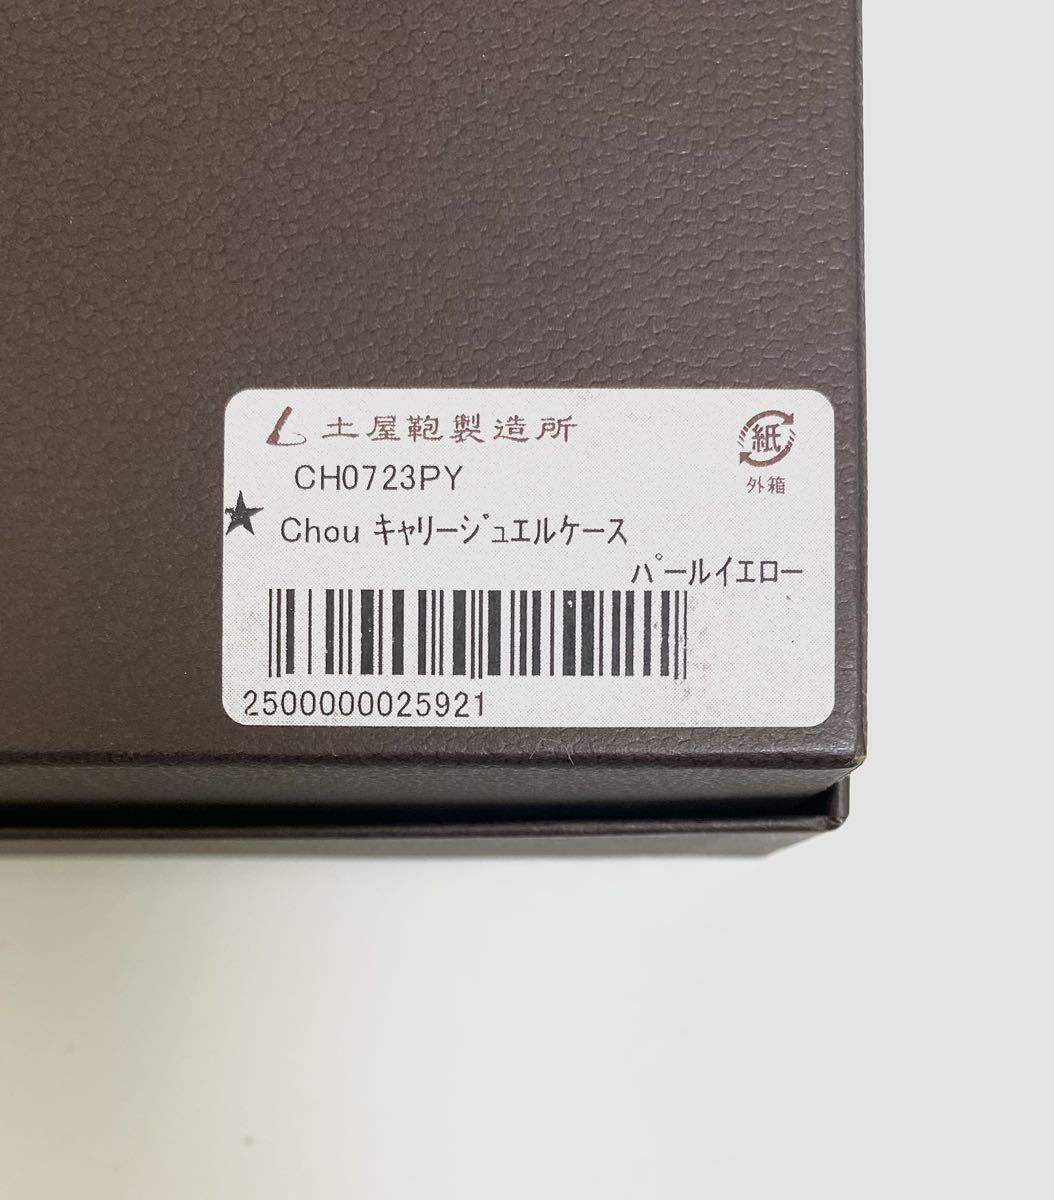 土屋鞄製造所
紙
外箱
CH0723PY
★ Chou ｷｬﾘｰｼﾞｭｴﾙｹｰｽ
ﾊﾟｰﾙｲｴﾛｰ
2500000025921